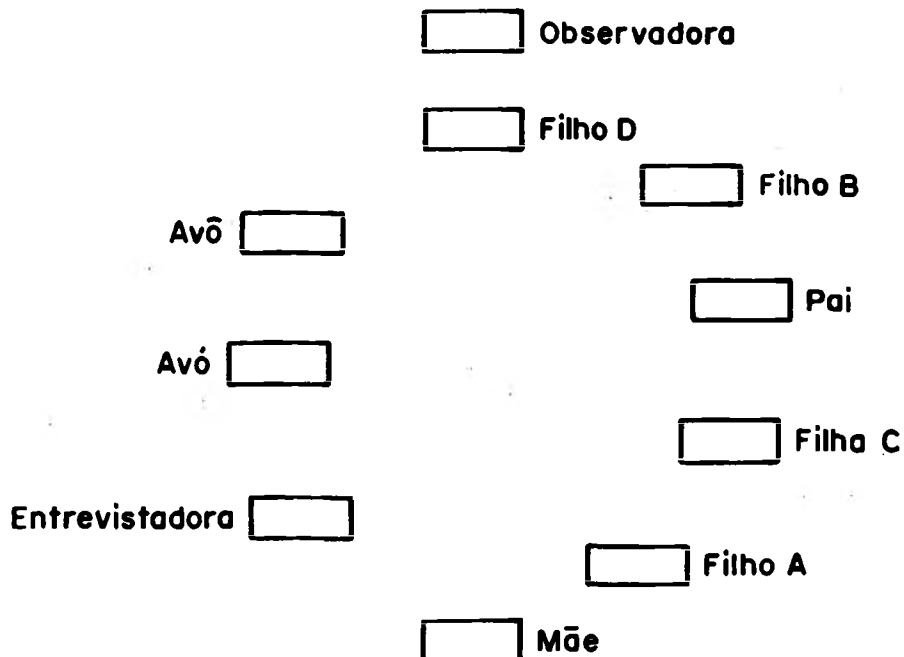 Observadora
Filho D
Filho B
Avô
Pai
Avó
Filha C
Entrevistadora
Filho A
Mãe